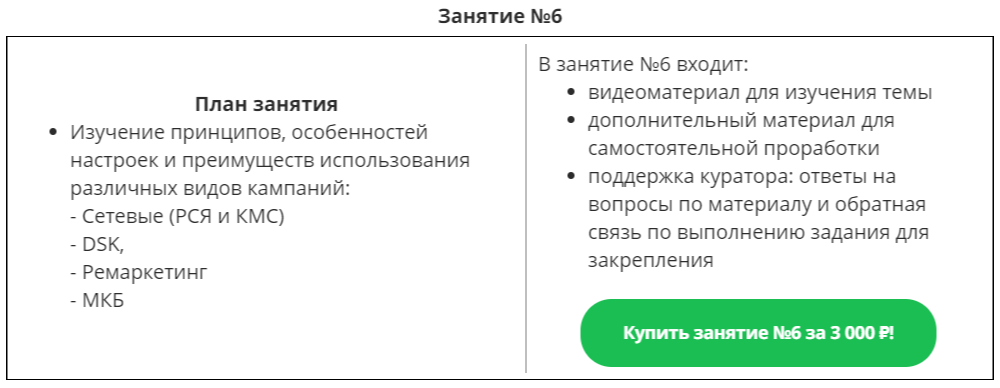 Занятие №6
План занятия
Изучение принципов, особенностей
настроек и преимуществ использования
различных видов кампаний:
- Сетевые (РСЯ и КМС)
- DSK,
- Ремаркетинг
- МКБ
В занятие №6 входит:
видеоматериал для изучения темы
дополнительный материал для
самостоятельной проработки
поддержка куратора: ответы на
вопросы по материалу и обратная
связь по выполнению задания для
закрепления
Купить занятие №6 за 3 000 ₽!